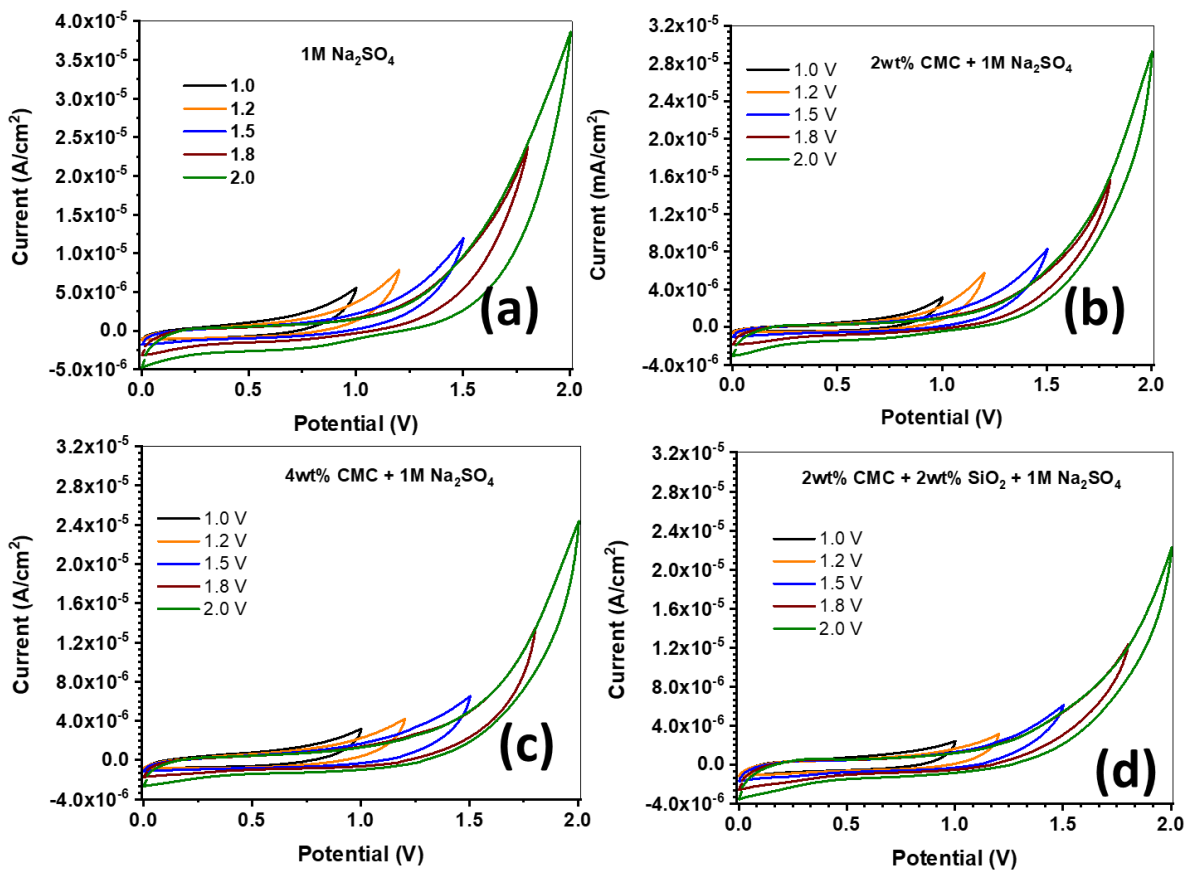 1M Na₂SO₄
1.0
1.2
1.5
1.8
2.0
4.0x10⁻⁵
3.5x10⁻⁵
3.0x10⁻⁵
2.5x10⁻⁵
2.0x10⁻⁵
1.5x10⁻⁵
1.0x10⁻⁵
5.0x10⁻⁶
0.0
-5.0x10⁻⁶
Current (A/cm²)
0.0 0.5 1.0 1.5 2.0
Potential (V)
(a)
2wt% CMC + 1M Na₂SO₄
1.0 V
1.2 V
1.5 V
1.8 V
2.0 V
3.2x10⁻⁵
2.8x10⁻⁵
2.4x10⁻⁵
2.0x10⁻⁵
1.6x10⁻⁵
1.2x10⁻⁵
8.0x10⁻⁶
4.0x10⁻⁶
0.0
-4.0x10⁻⁶
Current (mA/cm²)
0.0 0.5 1.0 1.5 2.0
Potential (V)
(b)
4wt% CMC + 1M Na₂SO₄
1.0 V
1.2 V
1.5 V
1.8 V
2.0 V
3.2x10⁻⁵
2.8x10⁻⁵
2.4x10⁻⁵
2.0x10⁻⁵
1.6x10⁻⁵
1.2x10⁻⁵
8.0x10⁻⁶
4.0x10⁻⁶
0.0
-4.0x10⁻⁶
Current (A/cm²)
0.0 0.5 1.0 1.5 2.0
Potential (V)
(c)
2wt% CMC + 2wt% SiO₂ + 1M Na₂SO₄
1.0 V
1.2 V
1.5 V
1.8 V
2.0 V
3.2x10⁻⁵
2.8x10⁻⁵
2.4x10⁻⁵
2.0x10⁻⁵
1.6x10⁻⁵
1.2x10⁻⁵
8.0x10⁻⁶
4.0x10⁻⁶
0.0
-4.0x10⁻⁶
Current (A/cm²)
0.0 0.5 1.0 1.5 2.0
Potential (V)
(d)